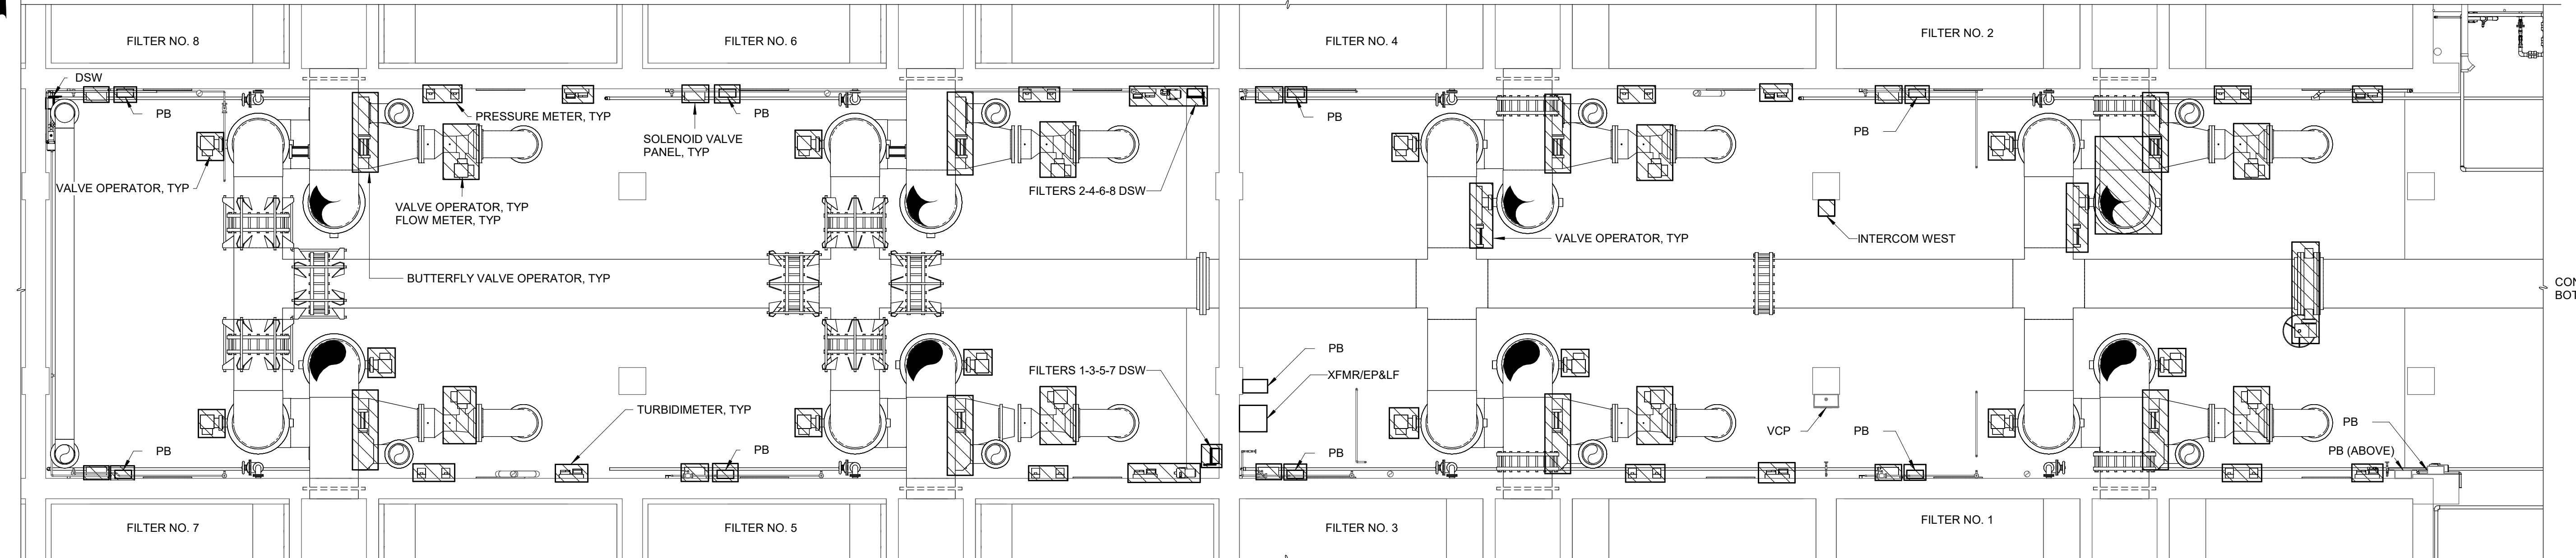 FILTER NO. 8
FILTER NO. 6
FILTER NO. 4
FILTER NO. 2
DSW
PB
PRESSURE METER, TYP
SOLENOID VALVE
PANEL, TYP
PB
PB
PB
VALVE OPERATOR, TYP
VALVE OPERATOR, TYP
FLOW METER, TYP
FILTERS 2-4-6-8 DSW
VALVE OPERATOR, TYP
INTERCOM WEST
BUTTERFLY VALVE OPERATOR, TYP
CON
BOT
PB
XFMR/EP&LF
FILTERS 1-3-5-7 DSW
TURBIDIMETER, TYP
VCP
PB
PB
PB
PB
PB
PB (ABOVE)
FILTER NO. 7
FILTER NO. 5
FILTER NO. 3
FILTER NO. 1